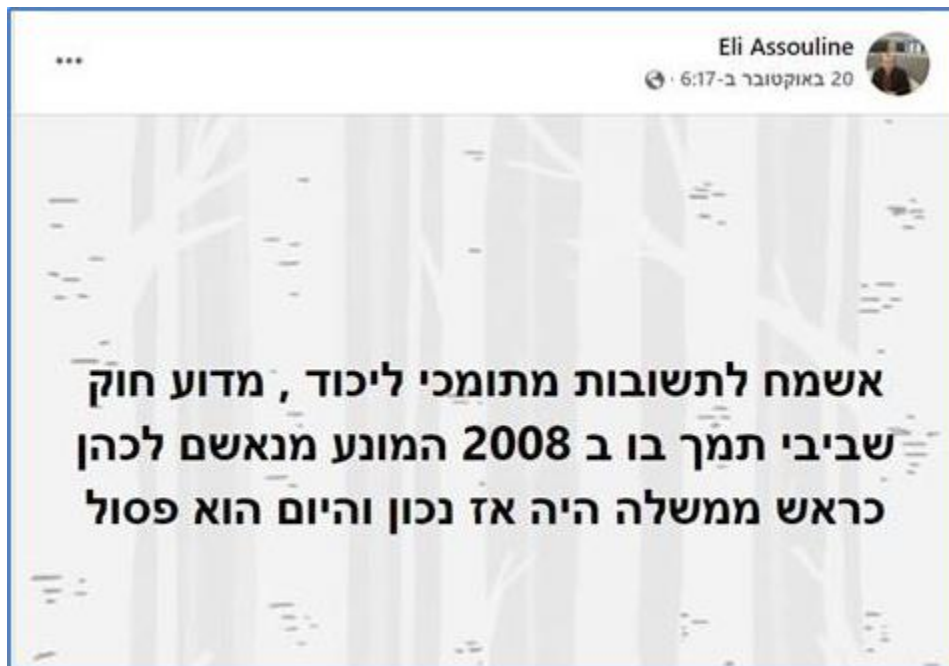 Eli Assouline
20 באוקטובר ב-6:17 ·
אשמח לתשובות מתומכי ליכוד , מדוע חוק
שביבי תמך בו ב 2008 המונע מנאשם לכהן
כראש ממשלה היה אז נכון והיום הוא פסול